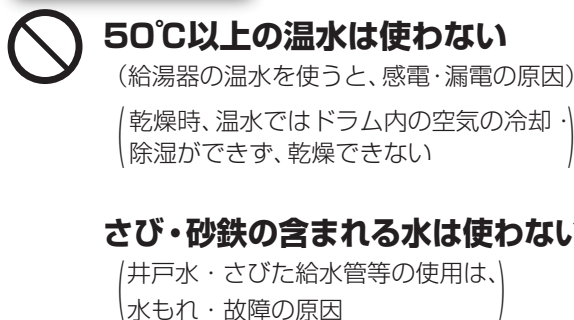 50℃以上の温水は使わない
（給湯器の温水を使うと、感電・漏電の原因）
（乾燥時、温水ではドラム内の空気の冷却・
除湿ができず、乾燥できない）
さび・砂鉄の含まれる水は使わない
（井戸水・さびた給水管等の使用は、
水もれ・故障の原因）